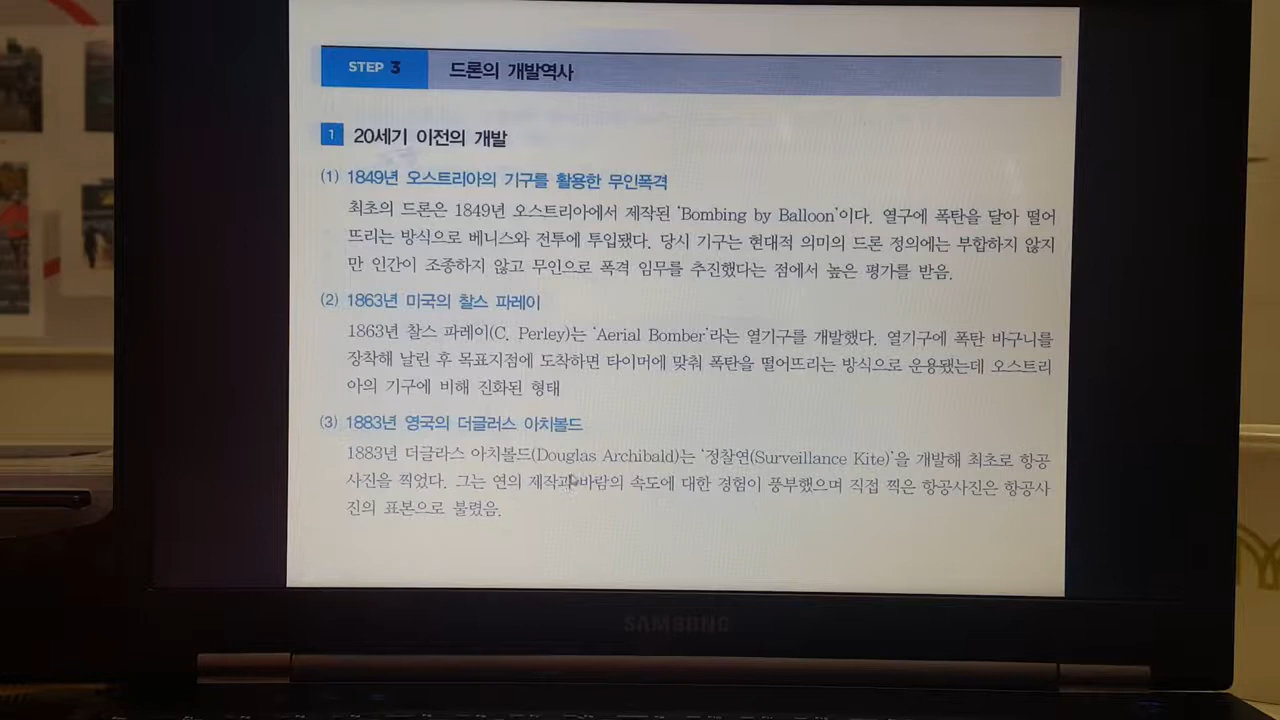 STEP 3 드론의 개발역사
1 20세기 이전의 개발
(1) 1849년 오스트리아의 기구를 활용한 무인폭격
최초의 드론은 1849년 오스트리아에서 제작된 'Bombing by Balloon'이다. 열구에 폭탄을 달아 떨어
뜨리는 방식으로 베니스와 전투에 투입됐다. 당시 기구는 현대적 의미의 드론 정의에는 부합하지 않지
만 인간이 조종하지 않고 무인으로 폭격 임무를 추진했다는 점에서 높은 평가를 받음.
(2) 1863년 미국의 찰스 파레이
1863년 찰스 파레이(C. Perley)는 'Aerial Bomber'라는 열기구를 개발했다. 열기구에 폭탄 바구니를
장착해 날린 후 목표지점에 도착하면 타이머에 맞춰 폭탄을 떨어뜨리는 방식으로 운용됐는데 오스트리
아의 기구에 비해 진화된 형태
(3) 1883년 영국의 더글러스 아치볼드
1883년 더글라스 아치볼드(Douglas Archibald)는 '정찰연(Surveillance Kite)'을 개발해 최초로 항공
사진을 찍었다. 그는 연의 제작과 바람의 속도에 대한 경험이 풍부했으며 직접 찍은 항공사진은 항공사
진의 표본으로 불렸음.
SAMSUNG